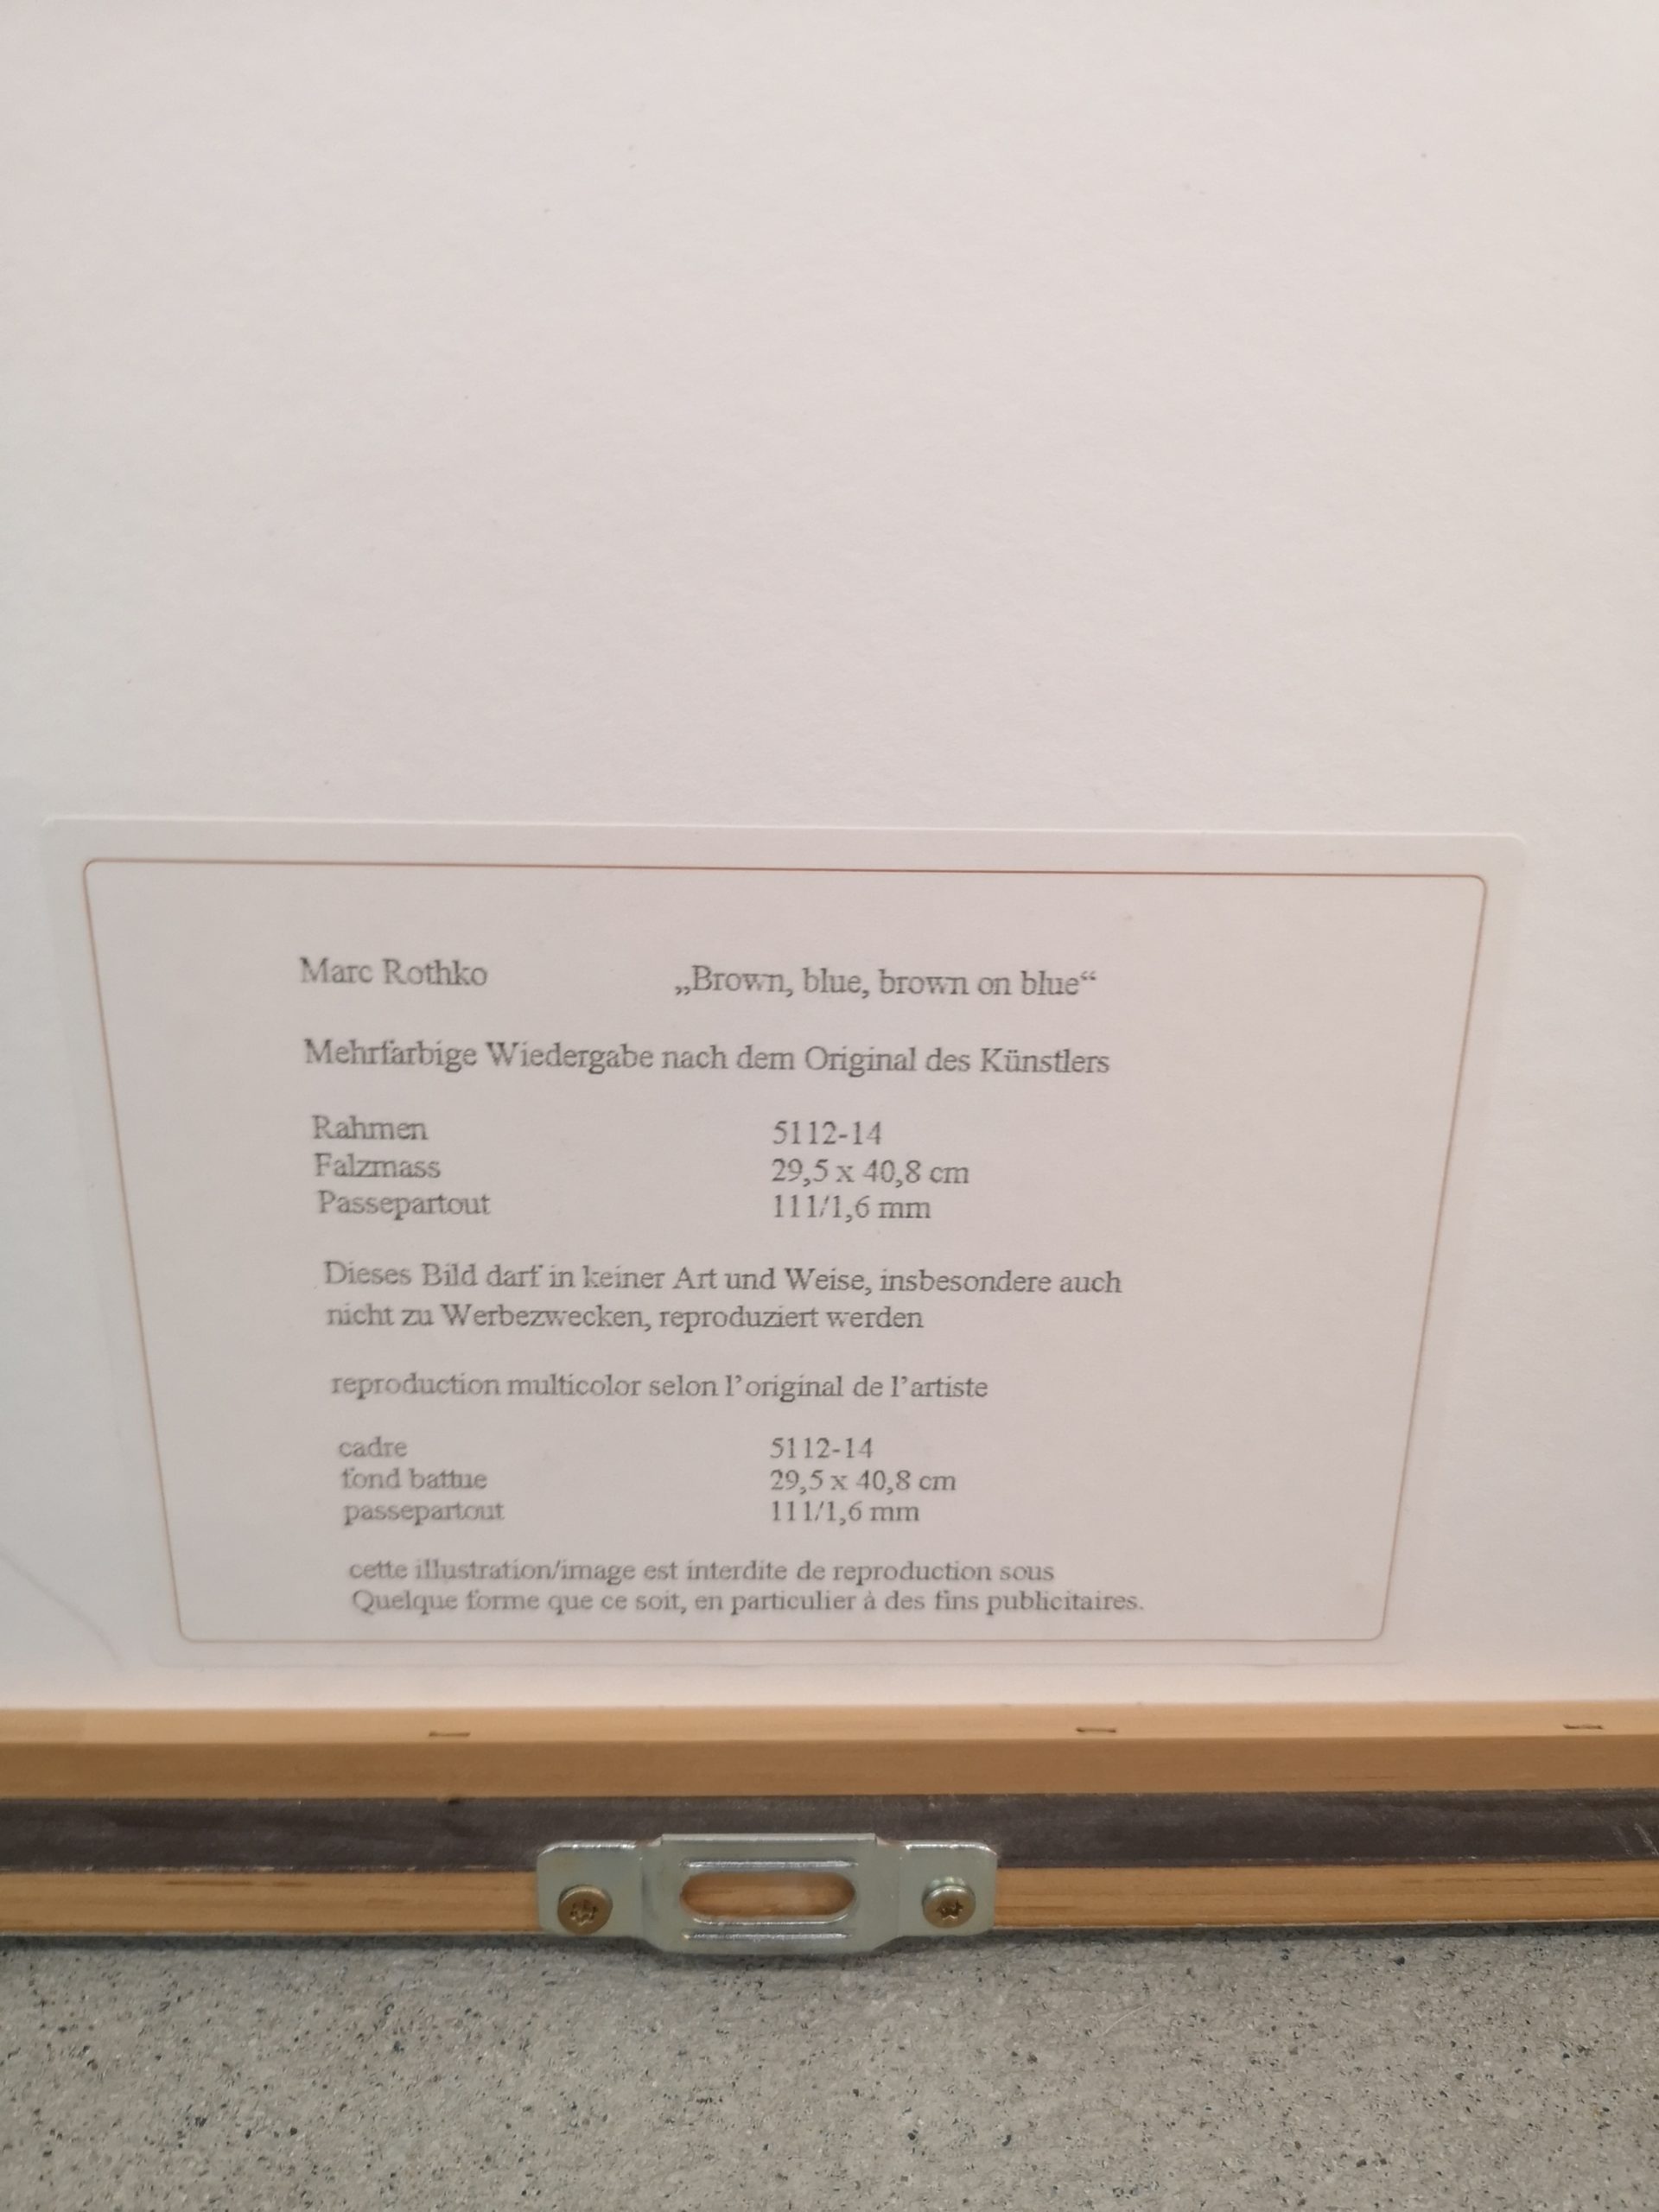 Marc Rothko „Brown, blue, brown on blue“
Mehrfarbige Wiedergabe nach dem Original des Künstlers
Rahmen 5112-14
Falzmass 29,5 x 40,8 cm
Passepartout 111/1,6 mm
Dieses Bild darf in keiner Art und Weise, insbesondere auch
nicht zu Werbezwecken, reproduziert werden
reproduction multicolor selon l’original de l’artiste
cadre 5112-14
fond battue 29,5 x 40,8 cm
passepartout 111/1,6 mm
cette illustration/image est interdite de reproduction sous
Quelque forme que ce soit, en particulier à des fins publicitaires.